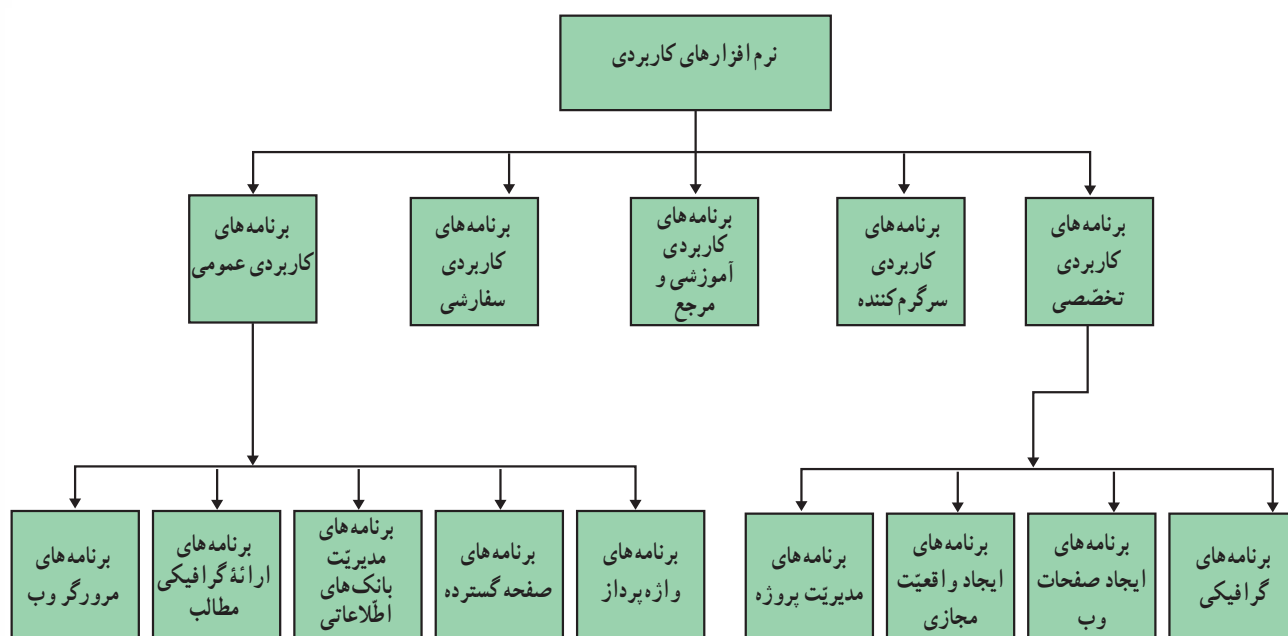 نرم افزارهای کاربردی
برنامه‌های
کاربردی
تخصّصی
برنامه‌های
کاربردی
سرگرم‌کننده
برنامه‌های
کاربردی
آموزشی و
مرجع
برنامه‌های
کاربردی
سفارشی
برنامه‌های
کاربردی عمومی
برنامه‌های
گرافیکی
برنامه‌های
ایجاد صفحات
وب
برنامه‌های
ایجاد واقعیّت
مجازی
برنامه‌های
مدیریّت پروژه
برنامه‌های
واژه‌پرداز
برنامه‌های
صفحه گسترده
برنامه‌های
مدیریّت
بانک‌های
اطّلاعاتی
برنامه‌های
ارائهٔ گرافیکی
مطالب
برنامه‌های
مرورگر وب